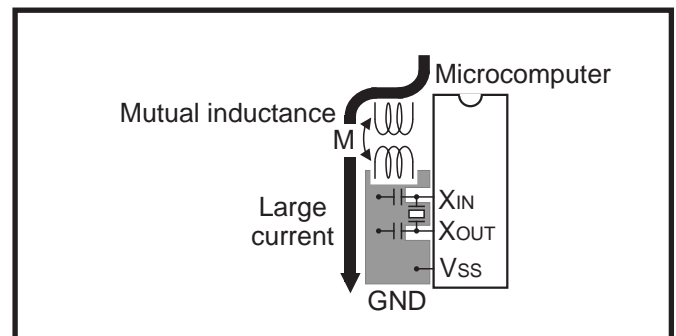 Microcomputer
Mutual inductance
M
Large
current
XIN
XOUT
VSS
GND